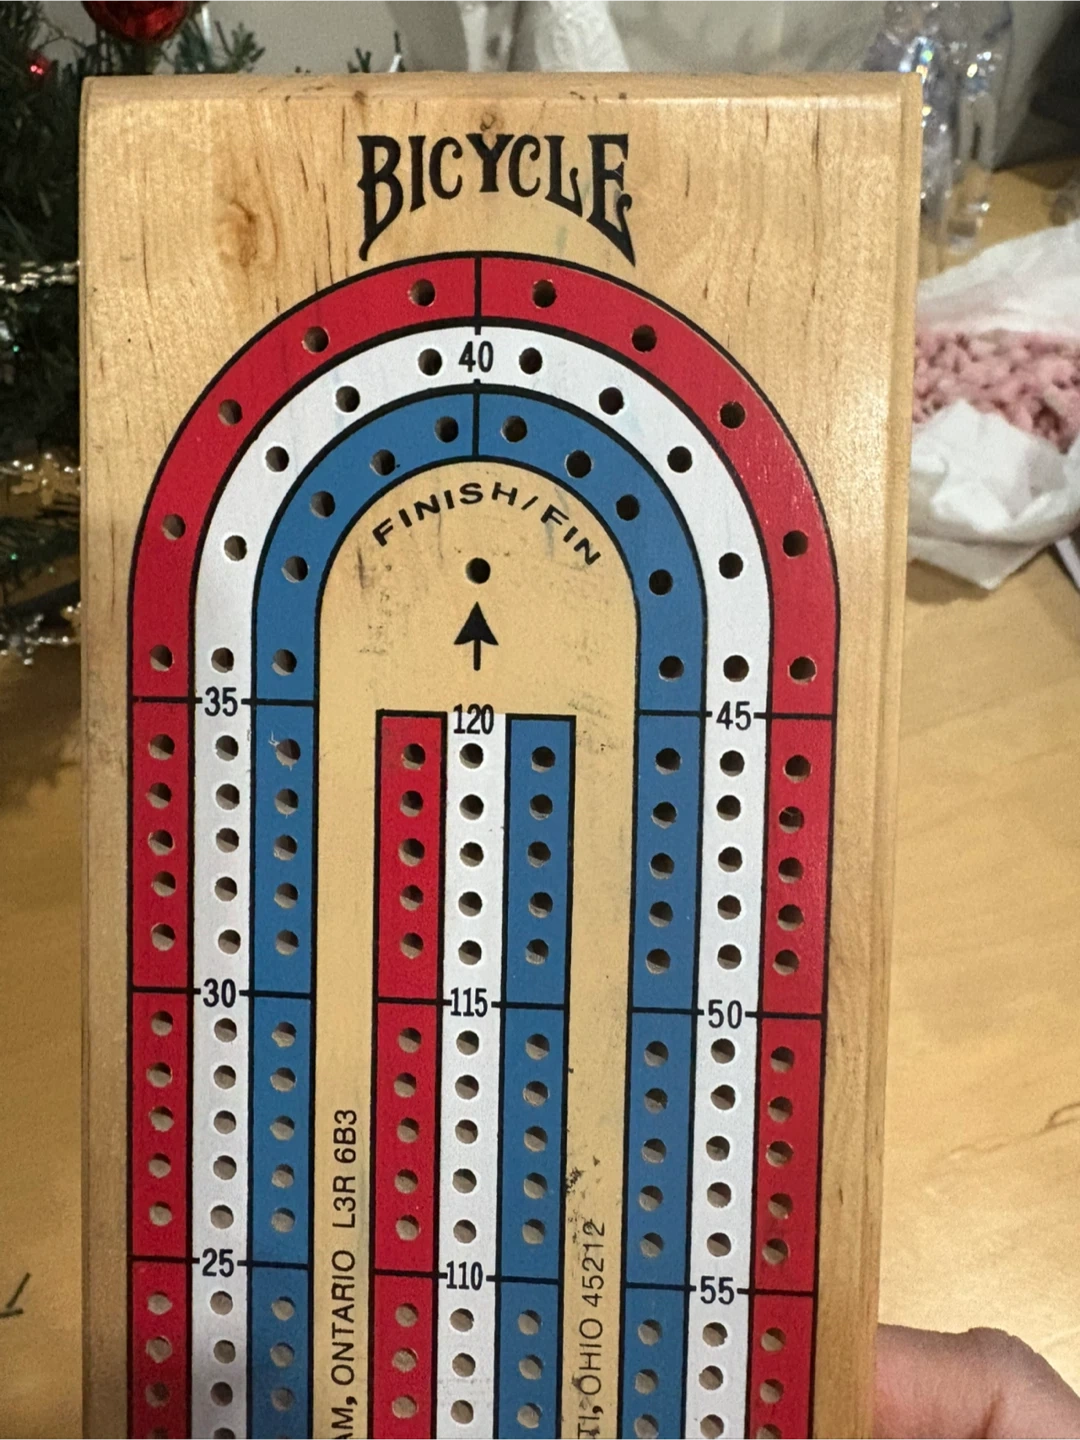 BICYCLE
40
FINISH/FIN
35
45
120
30
115
50
25
110
55
AM, ONTARIO L3R 6B3
TI, OHIO 45212